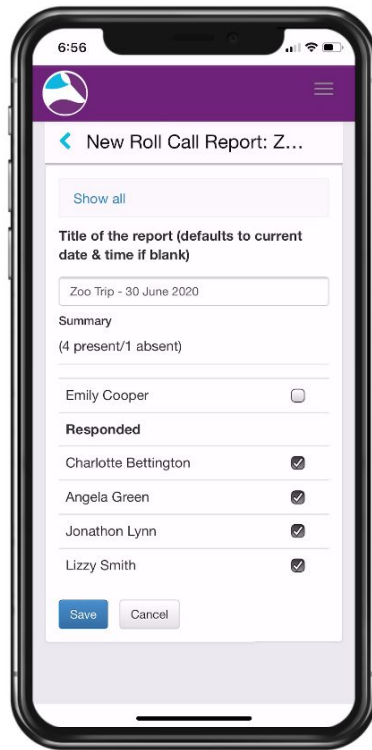 6:56
New Roll Call Report: Z...
Show all
Title of the report (defaults to current
date & time if blank)
Zoo Trip - 30 June 2020
Summary
(4 present/1 absent)
Emily Cooper
Responded
Charlotte Bettington
Angela Green
Jonathon Lynn
Lizzy Smith
Save Cancel